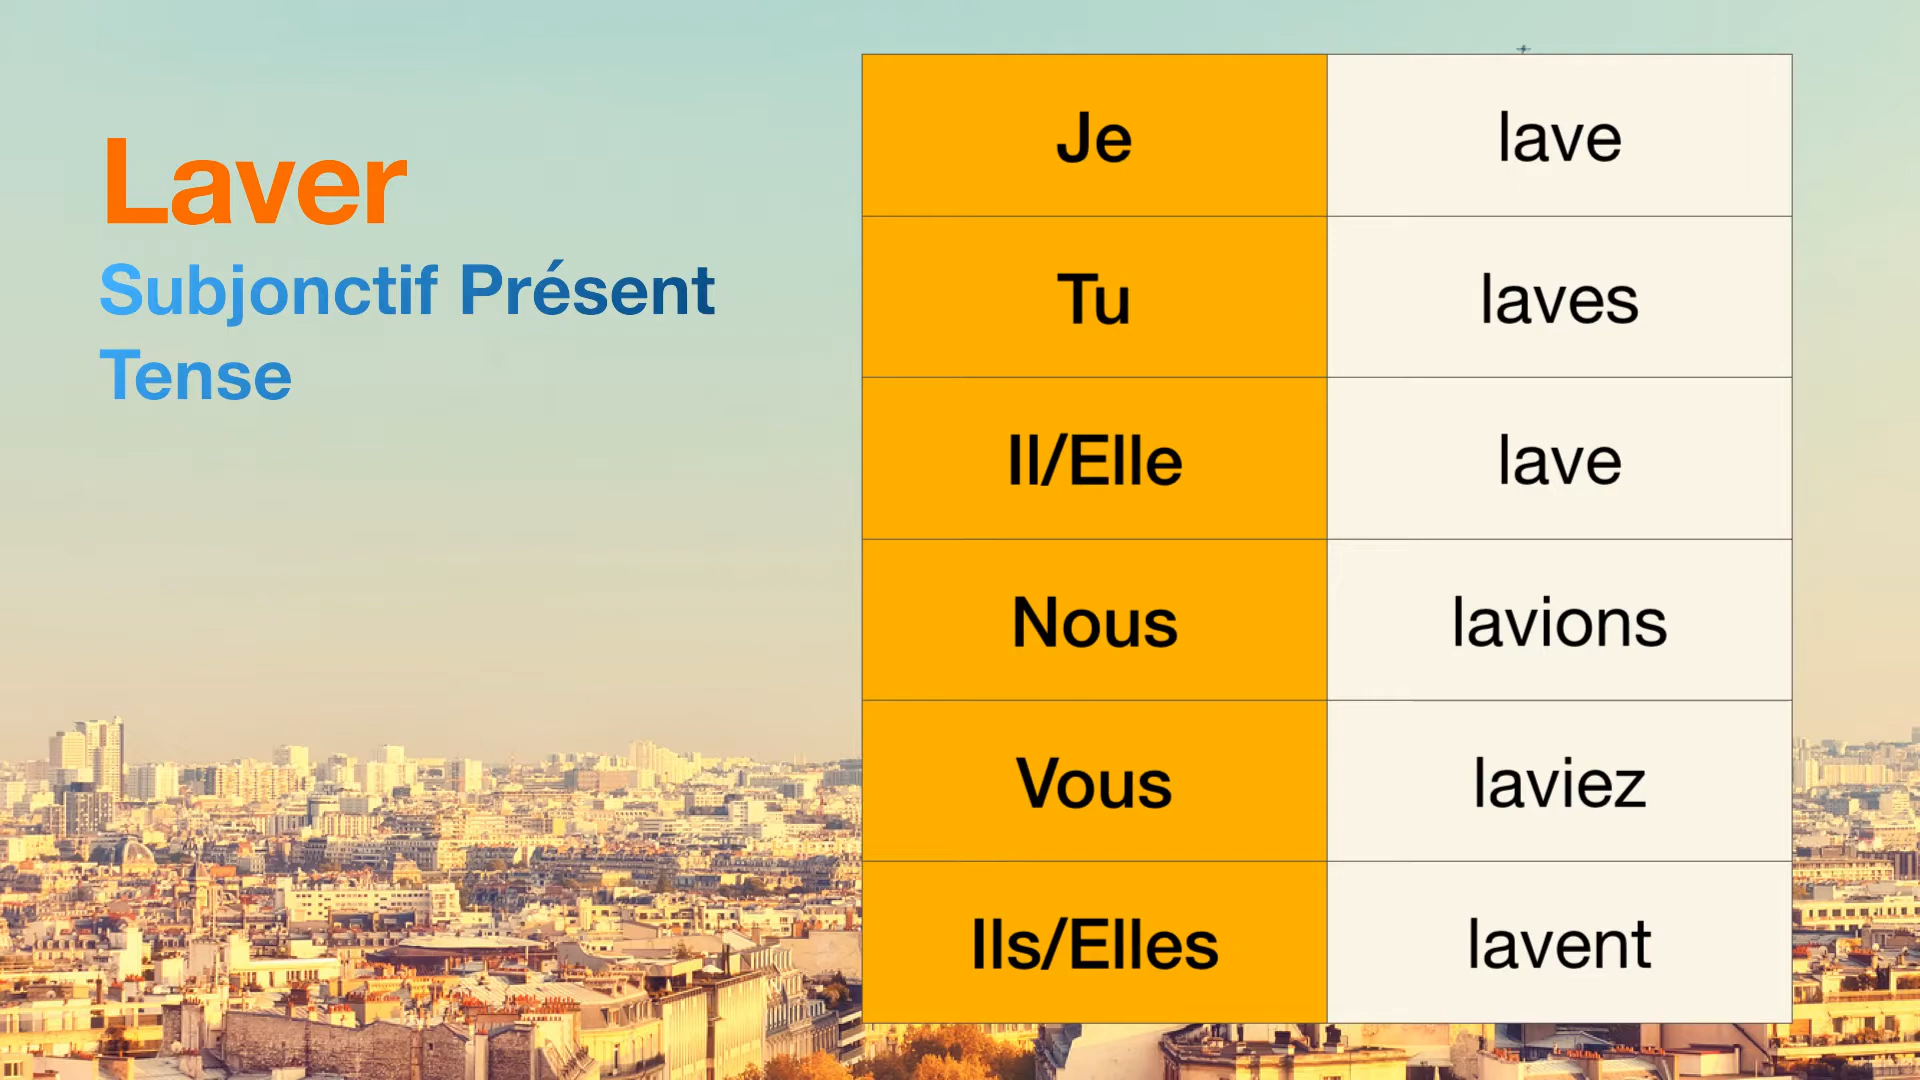 Laver
Subjonctif Présent
Tense
Je lave
Tu laves
Il/Elle lave
Nous lavions
Vous laviez
Ils/Elles lavent